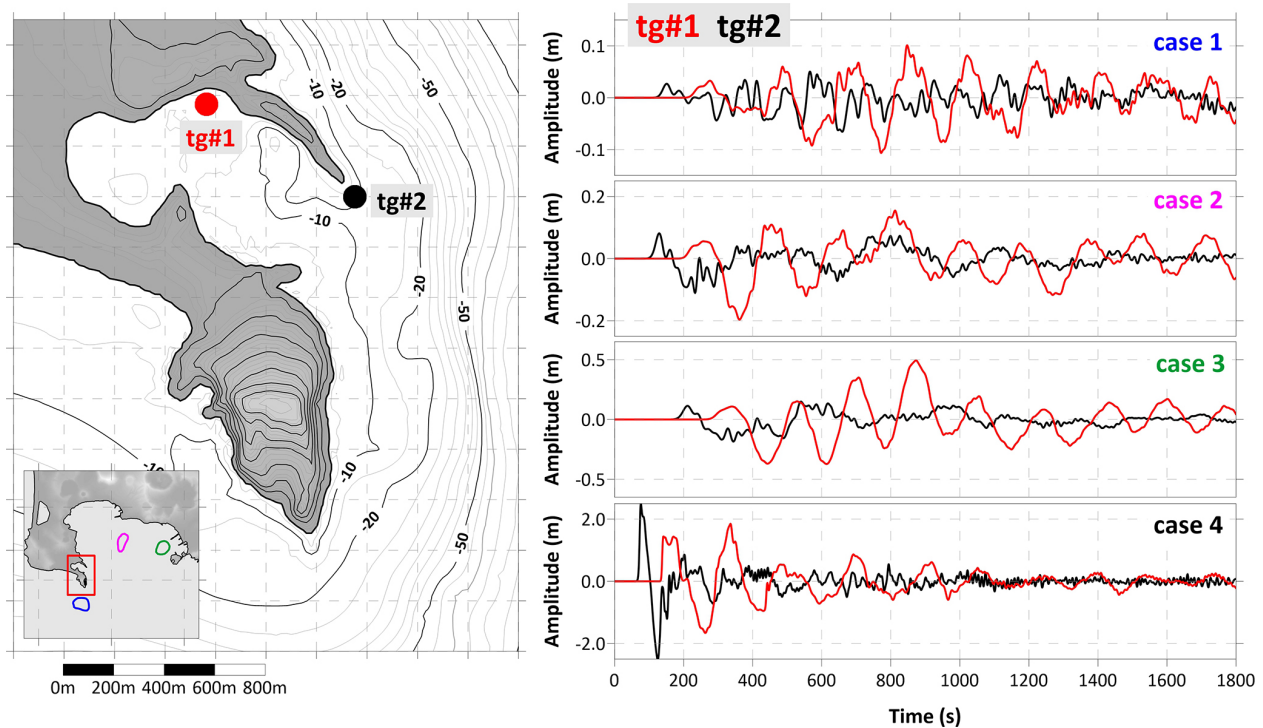 -10
-20
-50
tg#1
tg#2
-10
-20
-50
-10
-10
-20
-50
0m 200m 400m 600m 800m
tg#1 tg#2
case 1
Amplitude (m)
0.1
0.0
-0.1
case 2
Amplitude (m)
0.2
0.0
-0.2
case 3
Amplitude (m)
0.5
0.0
-0.5
case 4
Amplitude (m)
2.0
0.0
-2.0
0 200 400 600 800 1000 1200 1400 1600 1800
Time (s)